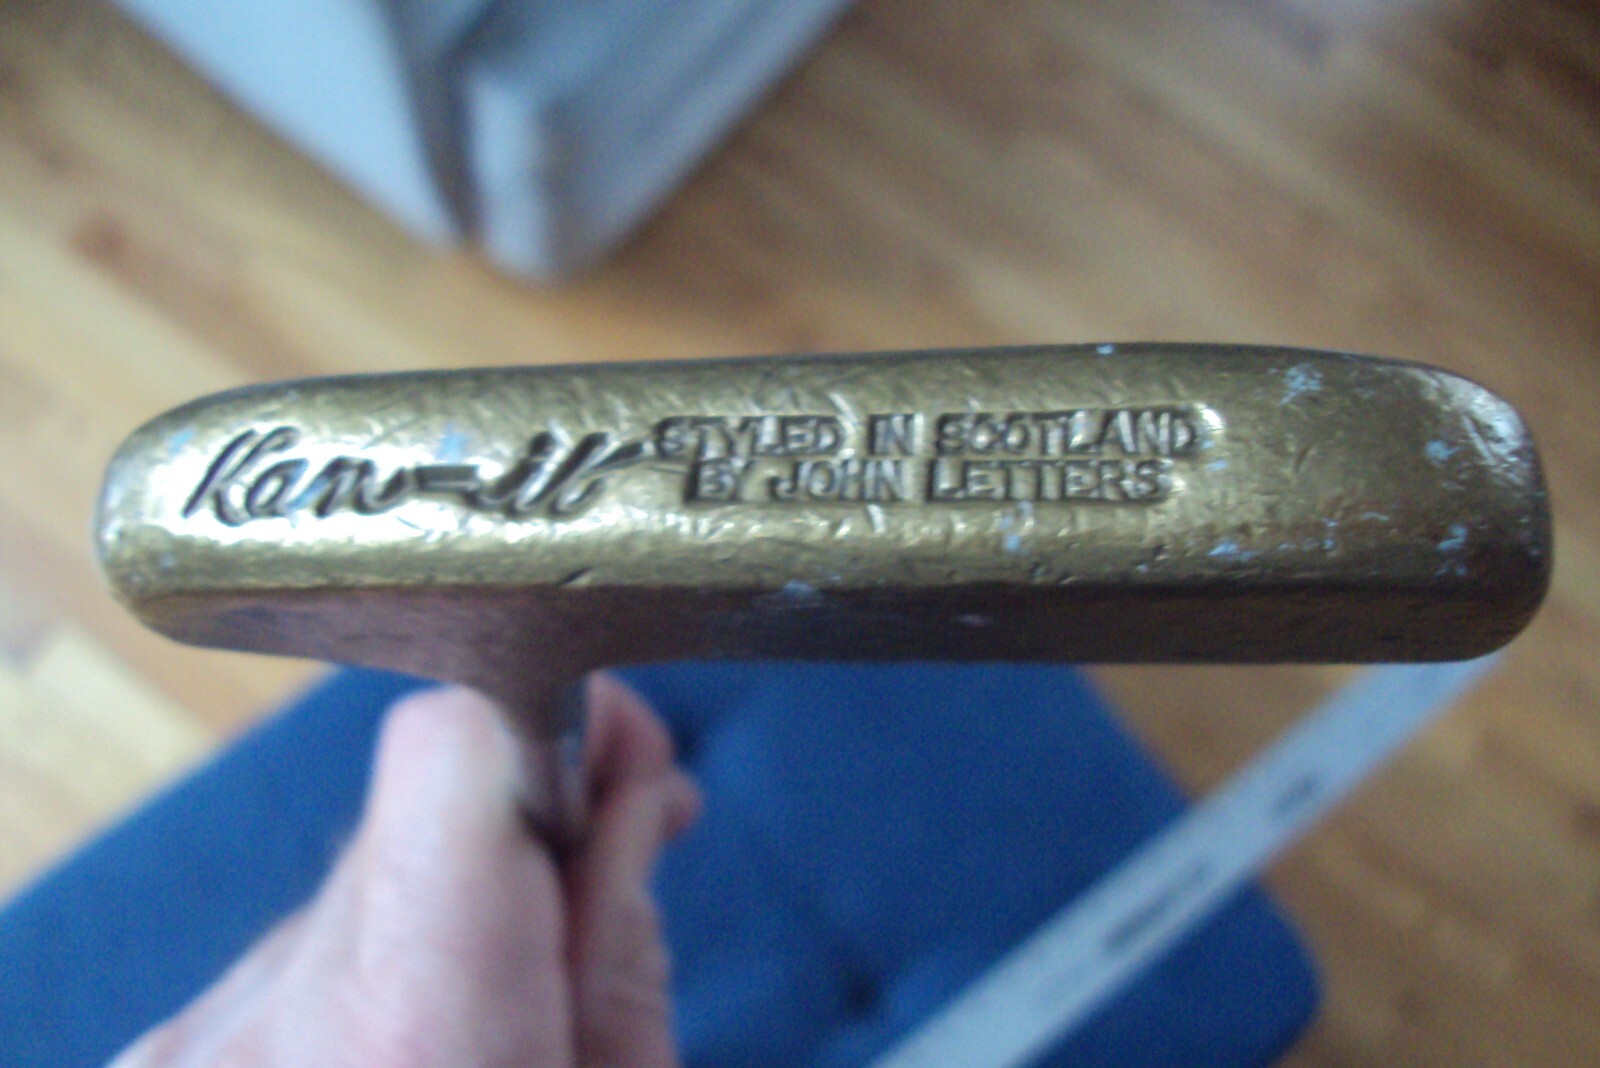 Kan-it
STYLED IN SCOTLAND
BY JOHN LETTERS